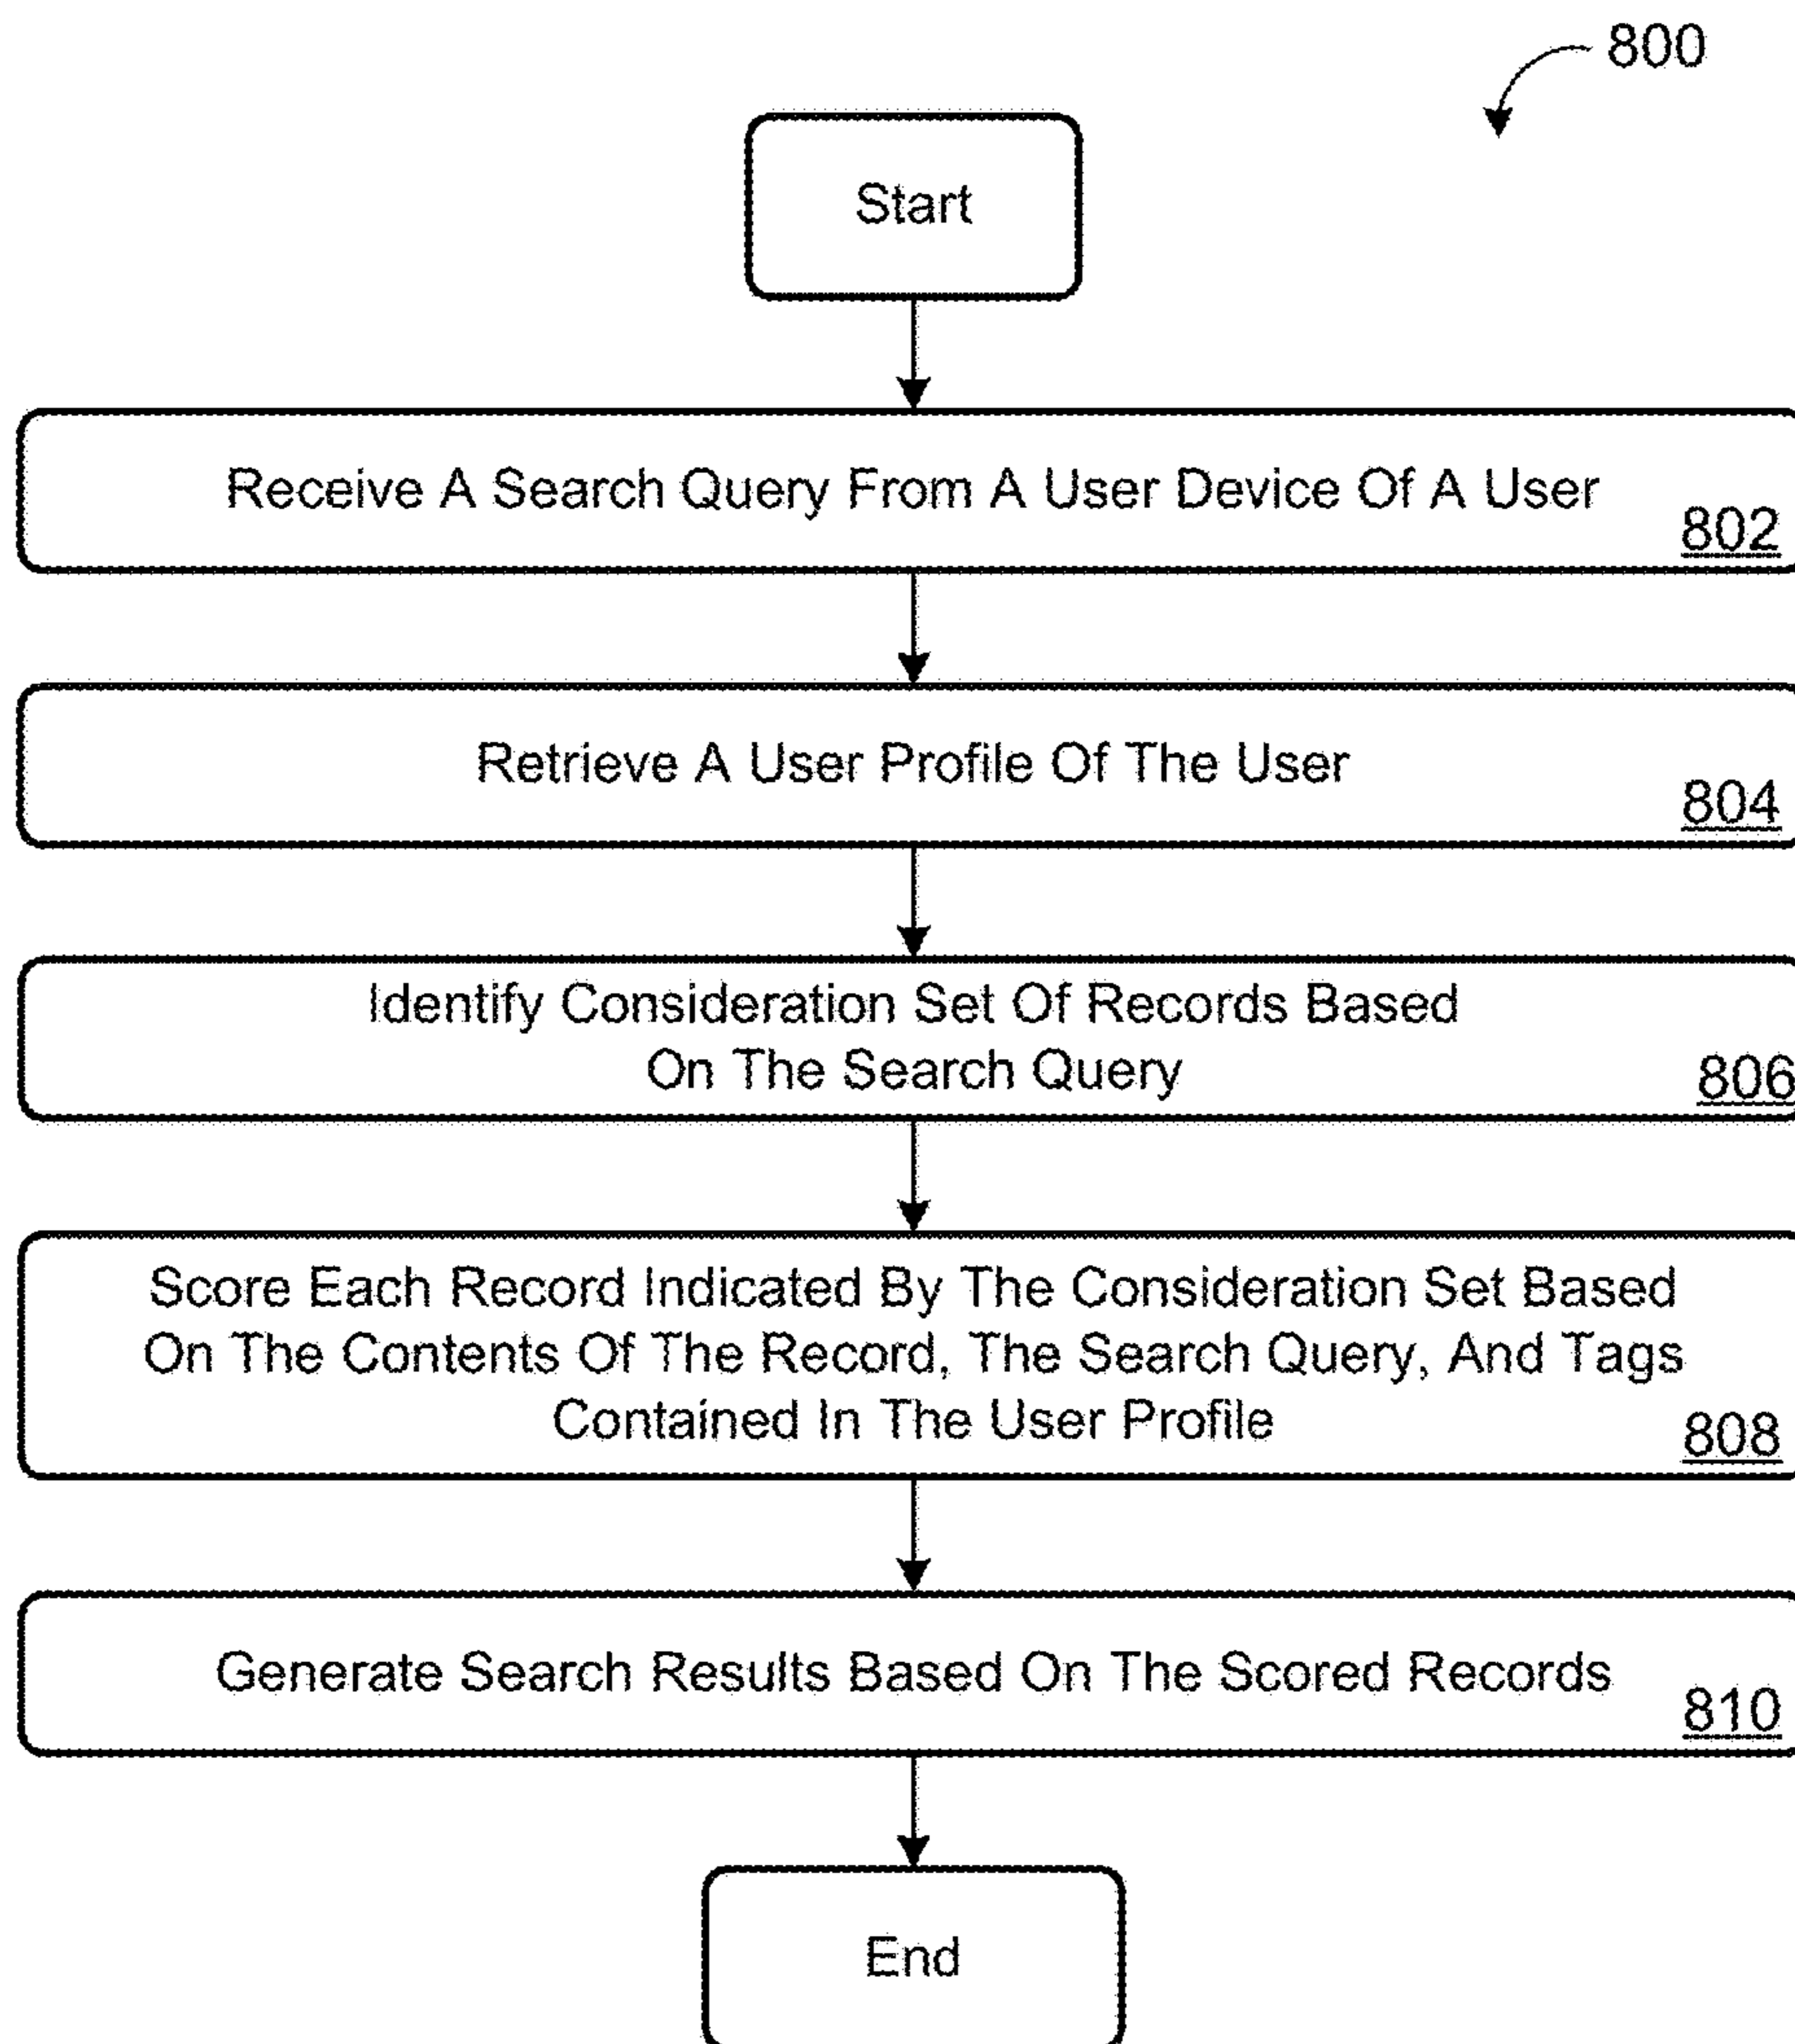 800
Start
Receive A Search Query From A User Device Of A User
802
Retrieve A User Profile Of The User
804
Identify Consideration Set Of Records Based
On The Search Query
806
Score Each Record Indicated By The Consideration Set Based
On The Contents Of The Record, The Search Query, And Tags
Contained In The User Profile
808
Generate Search Results Based On The Scored Records
810
End